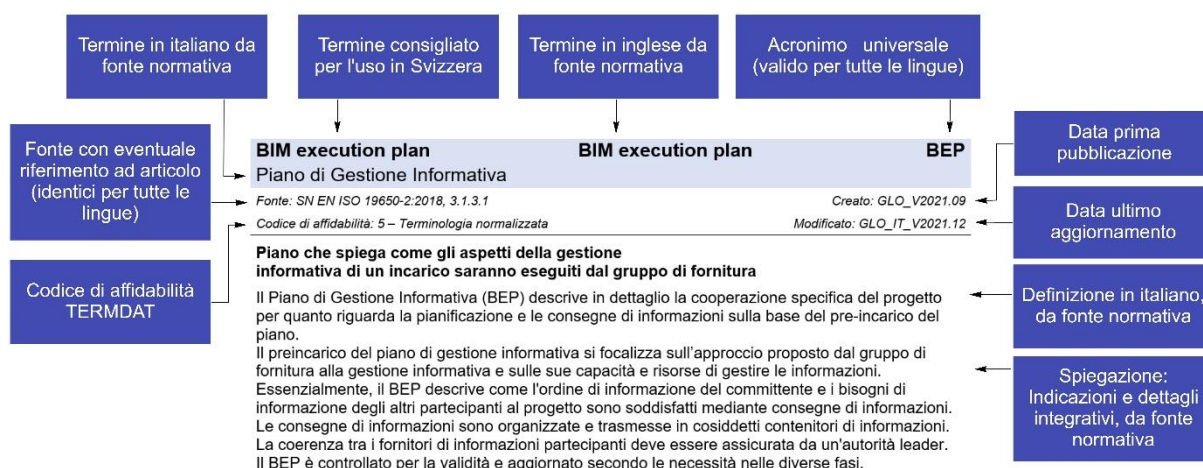 Termine in italiano da
fonte normativa
Termine consigliato
per l'uso in Svizzera
Termine in inglese da
fonte normativa
Acronimo universale
(valido per tutte le lingue)
Fonte con eventuale
riferimento ad articolo
(identici per tutte le
lingue)
Codice di affidabilità
TERMDAT
BIM execution plan BIM execution plan BEP
Piano di Gestione Informativa
Fonte: SN EN ISO 19650-2:2018, 3.1.3.1 Creato: GLO_V2021.09
Codice di affidabilità: 5 – Terminologia normalizzata Modificato: GLO_IT_V2021.12
Piano che spiega come gli aspetti della gestione
informativa di un incarico saranno eseguiti dal gruppo di fornitura
Il Piano di Gestione Informativa (BEP) descrive in dettaglio la cooperazione specifica del progetto
per quanto riguarda la pianificazione e le consegne di informazioni sulla base del pre-incarico del
piano.
Il preincarico del piano di gestione informativa si focalizza sull'approccio proposto dal gruppo di
fornitura alla gestione informativa e sulle sue capacità e risorse di gestire le informazioni.
Essenzialmente, il BEP descrive come l'ordine di informazione del committente e i bisogni di
informazione degli altri partecipanti al progetto sono soddisfatti mediante consegne di informazioni.
Le consegne di informazioni sono organizzate e trasmesse in cosiddetti contenitori di informazioni.
La coerenza tra i fornitori di informazioni partecipanti deve essere assicurata da un'autorità leader.
Il BEP è controllato per la validità e aggiornato secondo le necessità nelle diverse fasi.
Data prima
pubblicazione
Data ultimo
aggiornamento
Definizione in italiano,
da fonte normativa
Spiegazione:
Indicazioni e dettagli
integrativi, da fonte
normativa